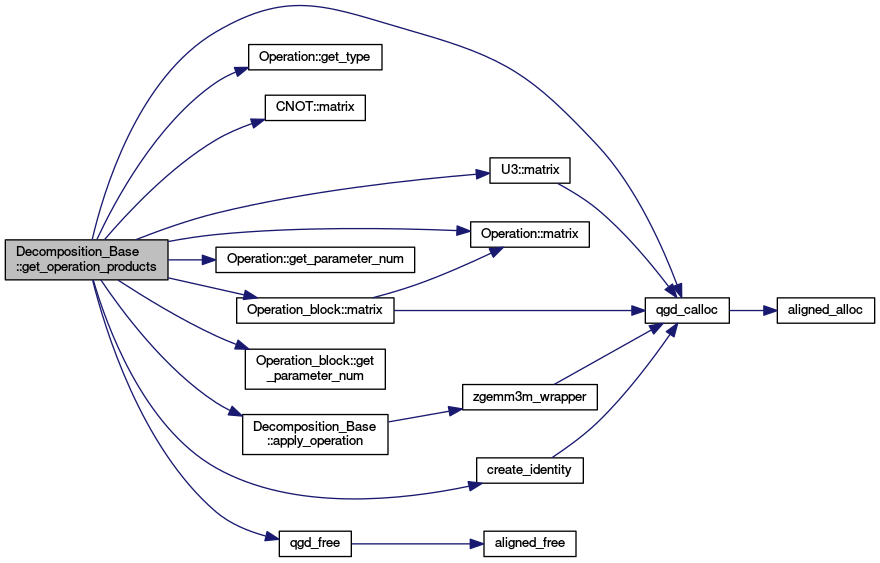 Operation::get_type
CNOT::matrix
U3::matrix
Operation::matrix
Decomposition_Base
::get_operation_products
Operation::get_parameter_num
Operation_block::matrix
qgd_calloc
aligned_alloc
Operation_block::get
_parameter_num
zgemm3m_wrapper
Decomposition_Base
::apply_operation
create_identity
qgd_free
aligned_free